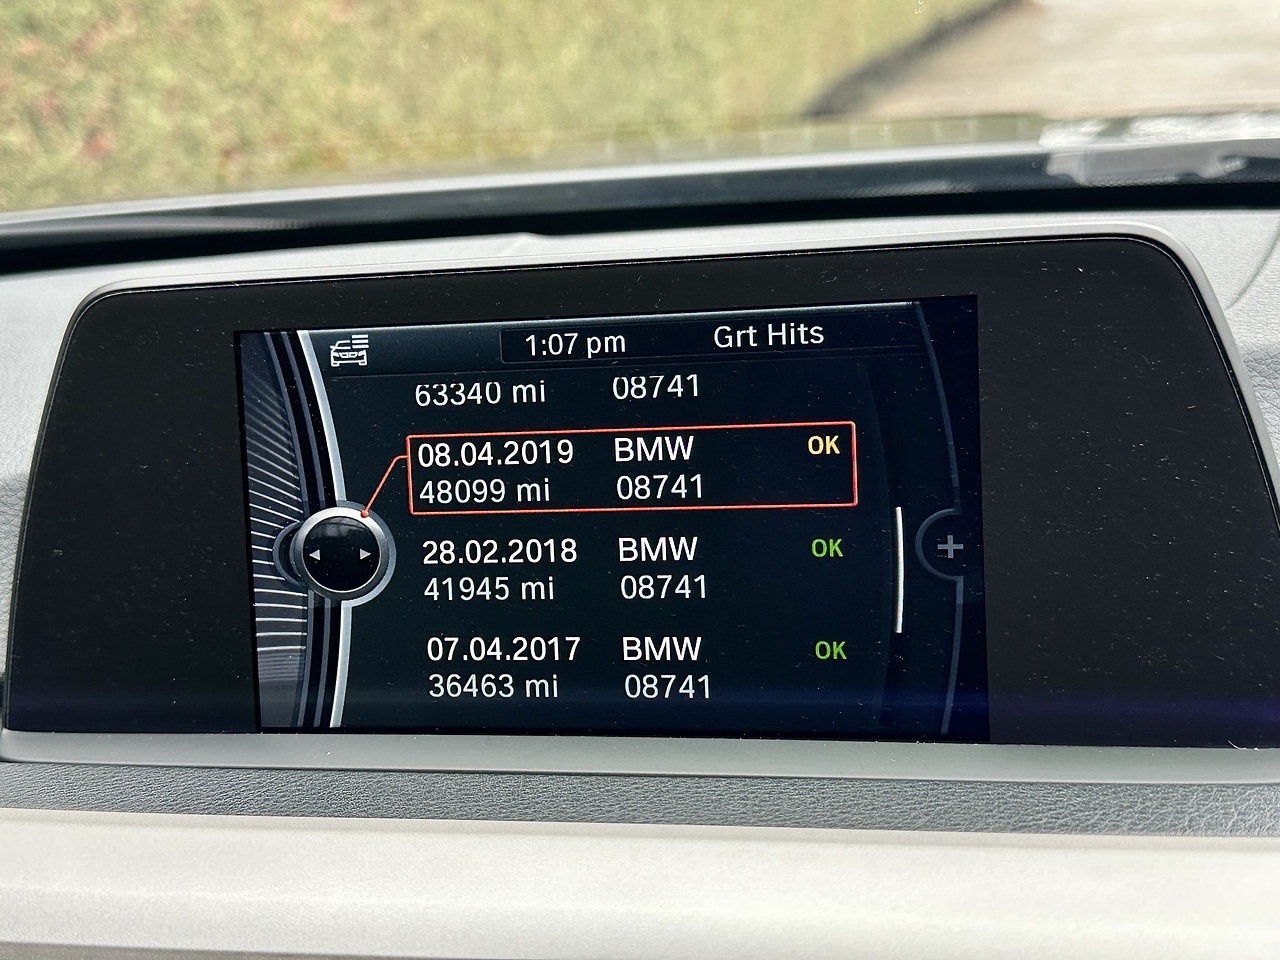 1:07 pm Grt Hits
63340 mi 08741
08.04.2019 BMW OK
48099 mi 08741
28.02.2018 BMW OK
41945 mi 08741
07.04.2017 BMW OK
36463 mi 08741